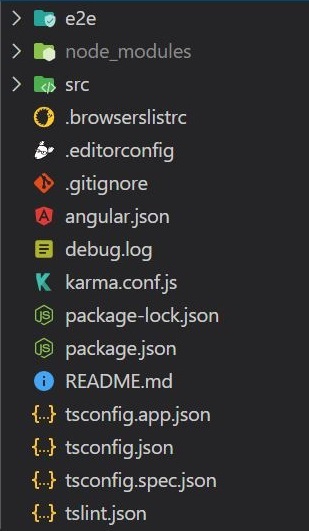 e2e
node_modules
src
.browserslistrc
.editorconfig
.gitignore
angular.json
debug.log
karma.conf.js
package-lock.json
package.json
README.md
tsconfig.app.json
tsconfig.json
tsconfig.spec.json
tslint.json